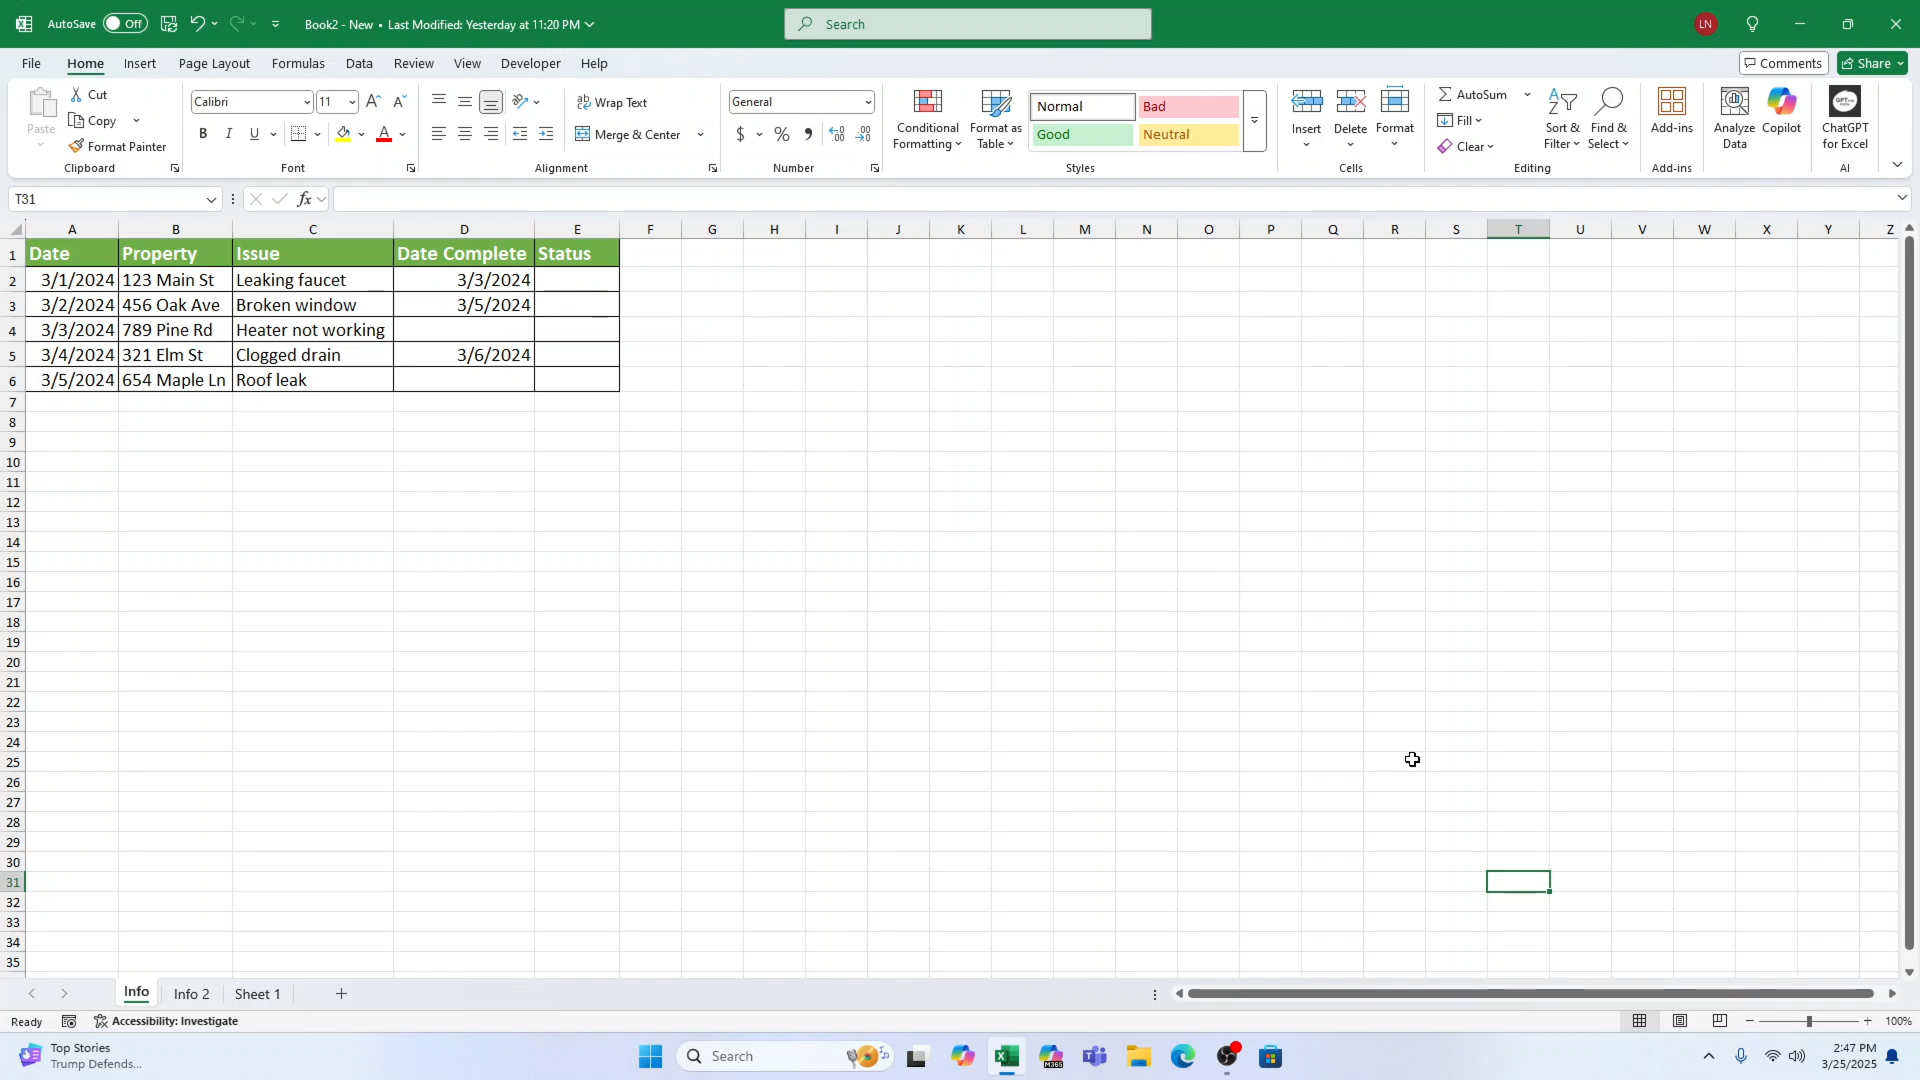 AutoSave Off Book2 - New • Last Modified: Yesterday at 11:20 PM Search LN
File Home Insert Page Layout Formulas Data Review View Developer Help Comments Share
Paste Cut Copy Format Painter Clipboard
Calibri 11 B I U A Font
Wrap Text Merge & Center Alignment
General $ % Number
Conditional Formatting Format as Table Normal Bad Good Neutral Styles
Insert Delete Format Cells
AutoSum Fill Clear Sort & Filter Find & Select Editing
Add-ins Add-ins
Analyze Data Copilot
ChatGPT for Excel AI
T31 fx
A B C D E F G H I J K L M N O P Q R S T U V W X Y Z
1 Date Property Issue Date Complete Status
2 3/1/2024 123 Main St Leaking faucet 3/3/2024
3 3/2/2024 456 Oak Ave Broken window 3/5/2024
4 3/3/2024 789 Pine Rd Heater not working
5 3/4/2024 321 Elm St Clogged drain 3/6/2024
6 3/5/2024 654 Maple Ln Roof leak
7
8
9
10
11
12
13
14
15
16
17
18
19
20
21
22
23
24
25
26
27
28
29
30
31
32
33
34
35
Info Info 2 Sheet 1
Ready Accessibility: Investigate 100%
Top Stories
Trump Defends...
Search
M365
2:47 PM
3/25/2025